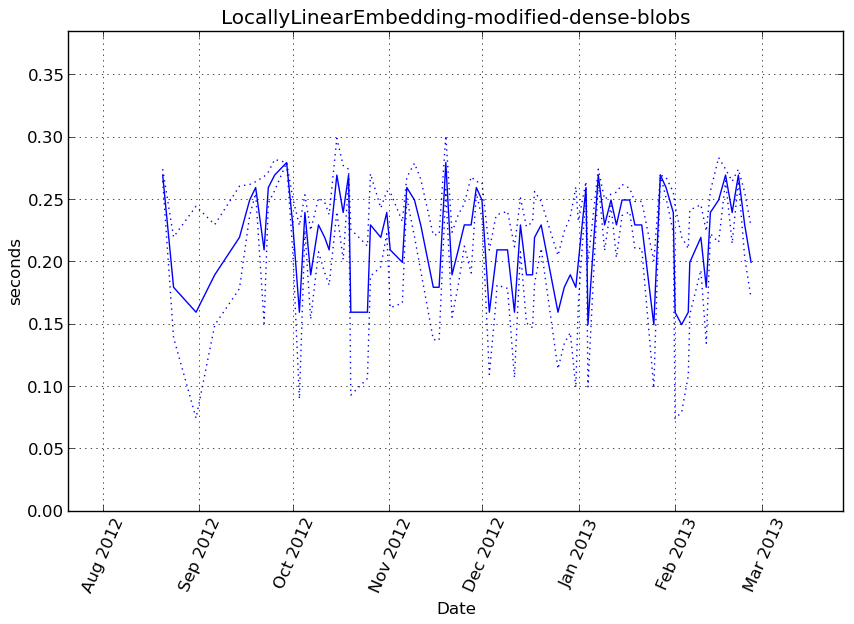 LocallyLinearEmbedding-modified-dense-blobs
0.35
0.30
0.25
0.20
0.15
0.10
0.05
0.00
seconds
Aug 2012
Sep 2012
Oct 2012
Nov 2012
Dec 2012
Jan 2013
Feb 2013
Mar 2013
Date